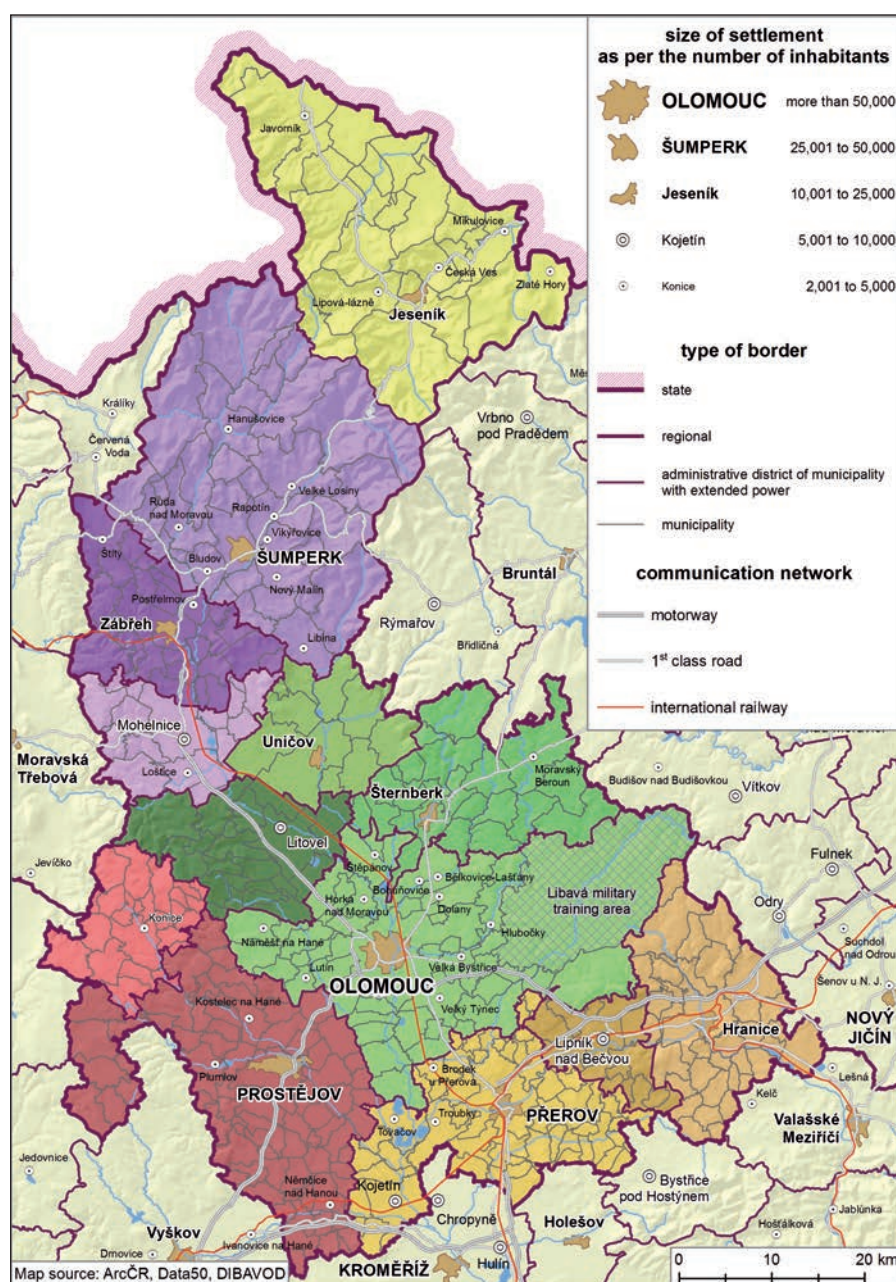 size of settlement
as per the number of inhabitants
OLOMOUC more than 50,000
ŠUMPERK 25,001 to 50,000
Jeseník 10,001 to 25,000
Kojetín 5,001 to 10,000
Konice 2,001 to 5,000
type of border
state
regional
administrative district of municipality
with extended power
municipality
communication network
motorway
1st class road
international railway
Javorník
Mikulovice
Česká Ves
Zlaté Hory
Lipová-lázně
Jeseník
Králíky
Hanušovice
Vrbno
pod Pradědem
Červená
Voda
Velké Losiny
Rapotín
Růda
nad Moravou
Vikýřovice
Štíty
Bludov
ŠUMPERK
Bruntál
Nový Malín
Postřelmov
Zábřeh
Rýmařov
Břidličná
Libina
Mohelnice
Uničov
Moravská
Třebová
Loštice
Moravský
Beroun
Budišov nad Budišovkou
Vítkov
Šternberk
Litovel
Jevíčko
Štěpánov
Bělkovice-Lašťany
Bohuňovice
Fulnek
Libavá military
training area
Horka
nad Moravou
Dolany
Odry
Konice
Hlubočky
Náměšť na Hané
Suchdol
nad Odrou
Velká Bystřice
Lutín
OLOMOUC
Šenov u N. J.
Velký Týnec
Kostelec na Hané
NOVÝ
JIČÍN
Hranice
Lipník
nad Bečvou
Brodek
u Přerova
Plumlov
PROSTĚJOV
Lešná
Kelč
PŘEROV
Troubky
Tovačov
Valašské
Meziříčí
Jedovnice
Němčice
nad Hanou
Kojetín
Bystřice
pod Hostýnem
Chropyně
Holešov
Jablůnka
Vyškov
Hošťálková
Ivanovice na Hané
Drnovice
Hulín
KROMĚŘÍŽ
0 10 20 km
Map source: ArcČR, Data50, DIBAVOD